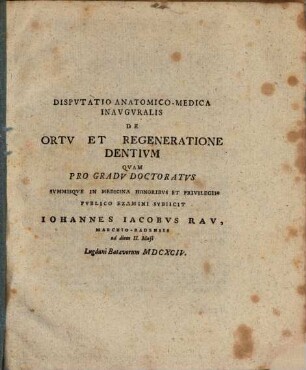 DISPVTATIO ANATOMICO-MEDICA
INAVGVRALIS
DE
ORTV ET REGENERATIONE
DENTIVM
QVAM
PRO GRADV DOCTORATVS
SVMMISQVE IN MEDICINA HONORIBVS ET PRIVILEGIIS
PVBLICO EXAMINI SVBIICIT
IOHANNES IACOBVS RAV,
MARCHIO-BADENSIS
ad diem II. Maji
Lugduni Batavorum MDCXCIV.